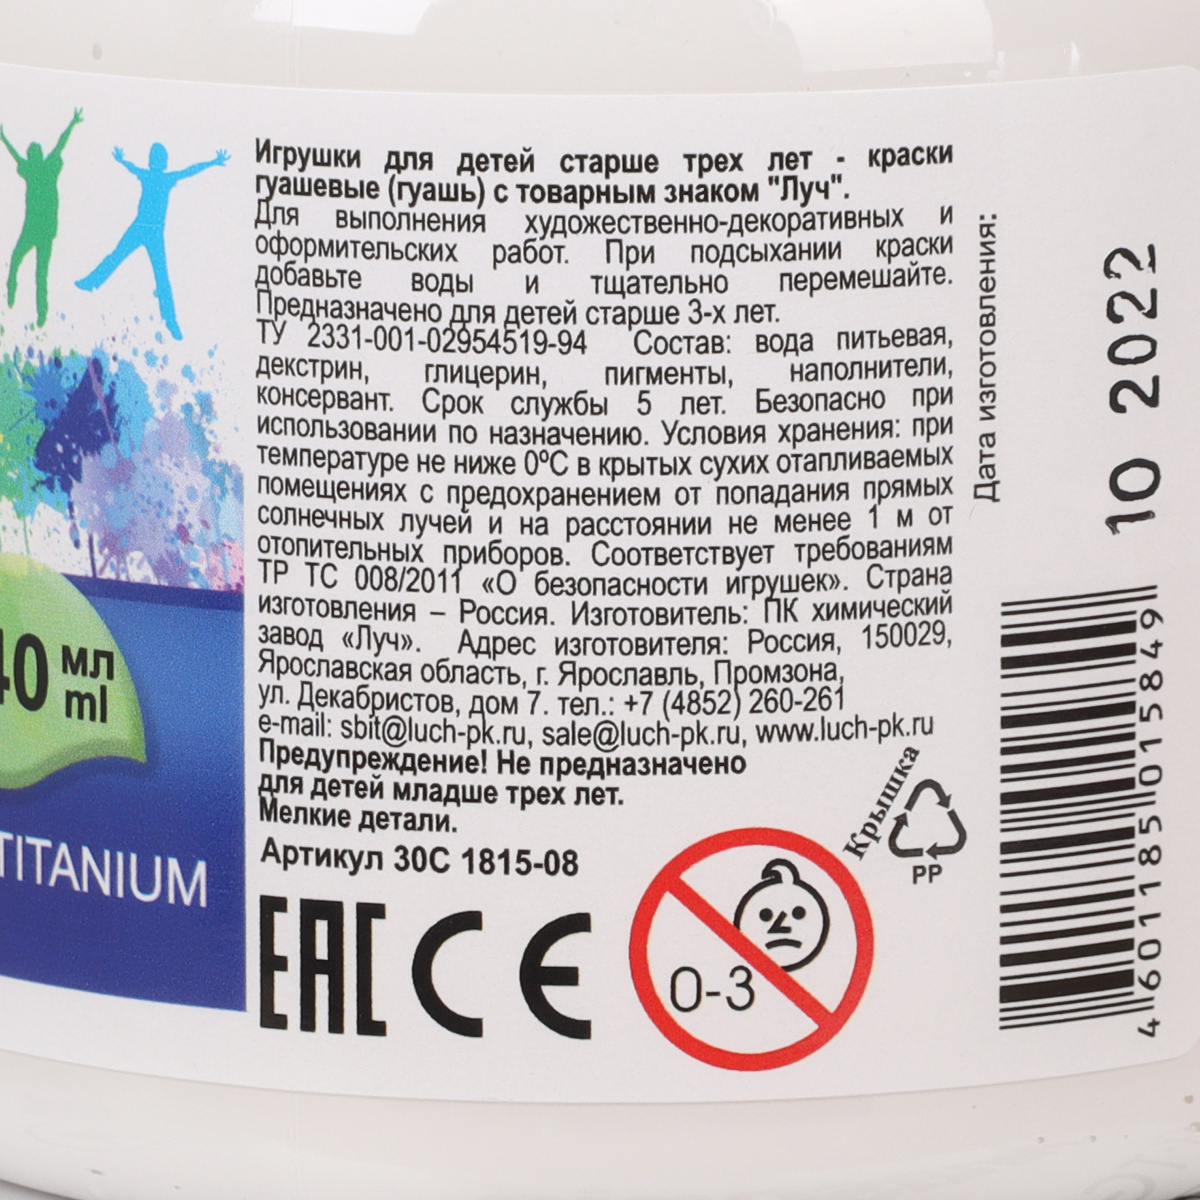 Игрушки для детей старше трех лет - краски
гуашевые (гуашь) с товарным знаком "Луч".
Для выполнения художественно-декоративных и
оформительских работ. При подсыхании краски
добавьте воды и тщательно перемешайте.
Предназначено для детей старше 3-х лет.
ТУ 2331-001-02954519-94 Состав: вода питьевая,
декстрин, глицерин, пигменты, наполнители,
консервант. Срок службы 5 лет. Безопасно при
использовании по назначению. Условия хранения: при
температуре не ниже 0ºС в крытых сухих отапливаемых
помещениях с предохранением от попадания прямых
солнечных лучей и на расстоянии не менее 1 м от
отопительных приборов. Соответствует требованиям
ТР ТС 008/2011 «О безопасности игрушек». Страна
изготовления – Россия. Изготовитель: ПК химический
завод «Луч». Адрес изготовителя: Россия, 150029,
Ярославская область, г. Ярославль, Промзона,
ул. Декабристов, дом 7. тел.: +7 (4852) 260-261
e-mail: sbit@luch-pk.ru, sale@luch-pk.ru, www.luch-pk.ru
Предупреждение! Не предназначено
для детей младше трех лет.
Мелкие детали.
Артикул 30С 1815-08
EAC CE
0-3
Крышка
PP
Дата изготовления:
10 2022
4 601185 015849
мл
ml
TITANIUM